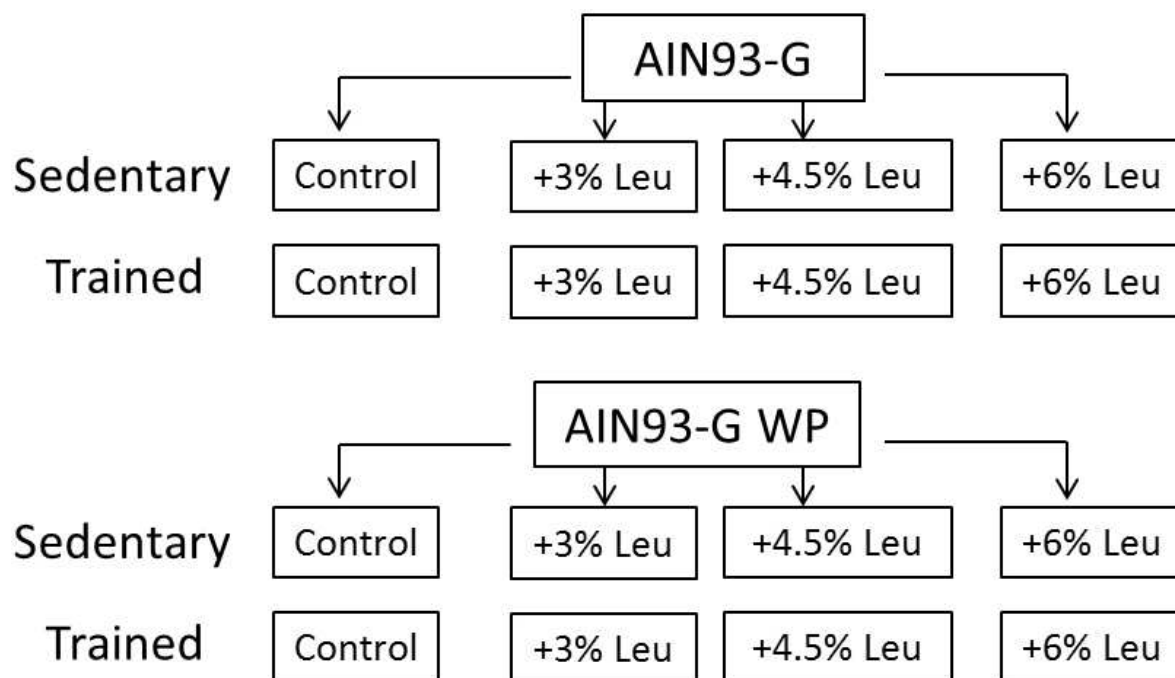 AIN93-G
Sedentary Control +3% Leu +4.5% Leu +6% Leu
Trained Control +3% Leu +4.5% Leu +6% Leu
AIN93-G WP
Sedentary Control +3% Leu +4.5% Leu +6% Leu
Trained Control +3% Leu +4.5% Leu +6% Leu